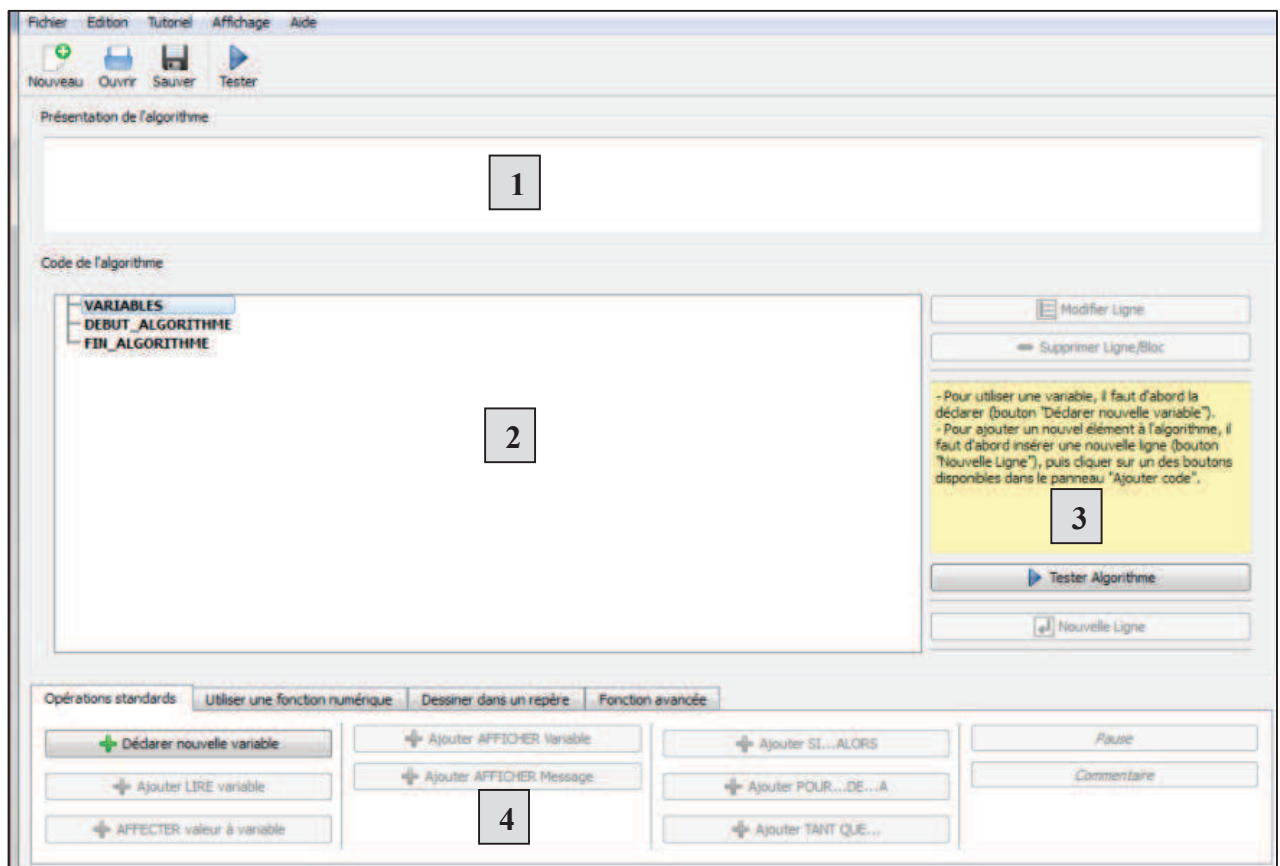 Fichier Edition Tutoriel Affichage Aide
Nouveau Ouvrir Sauver Tester
Présentation de l'algorithme
1
Code de l'algorithme
VARIABLES
DEBUT_ALGORITHME
FIN_ALGORITHME
2
Modifier Ligne
Supprimer Ligne/Bloc
- Pour utiliser une variable, il faut d'abord la
déclarer (bouton "Déclarer nouvelle variable").
- Pour ajouter un nouvel élément à l'algorithme, il
faut d'abord insérer une nouvelle ligne (bouton
"Nouvelle Ligne"), puis cliquer sur un des boutons
disponibles dans le panneau "Ajouter code".
3
Tester Algorithme
Nouvelle Ligne
Opérations standards Utiliser une fonction numérique Dessiner dans un repère Fonction avancée
Déclarer nouvelle variable
Ajouter LIRE variable
AFFECTER valeur à variable
Ajouter AFFICHER Variable
Ajouter AFFICHER Message
4
Ajouter SI...ALORS
Ajouter POUR...DE...A
Ajouter TANT QUE...
Pause
Commentaire